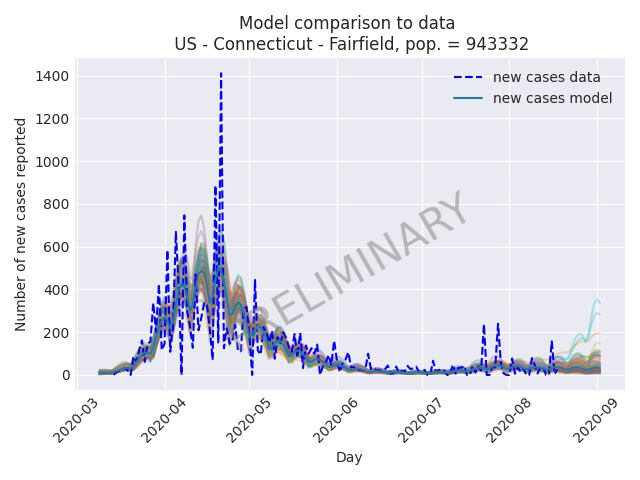 Model comparison to data
US - Connecticut - Fairfield, pop. = 943332
new cases data
new cases model
PRELIMINARY
Number of new cases reported
1400
1200
1000
800
600
400
200
0
2020-03
2020-04
2020-05
2020-06
2020-07
2020-08
2020-09
Day